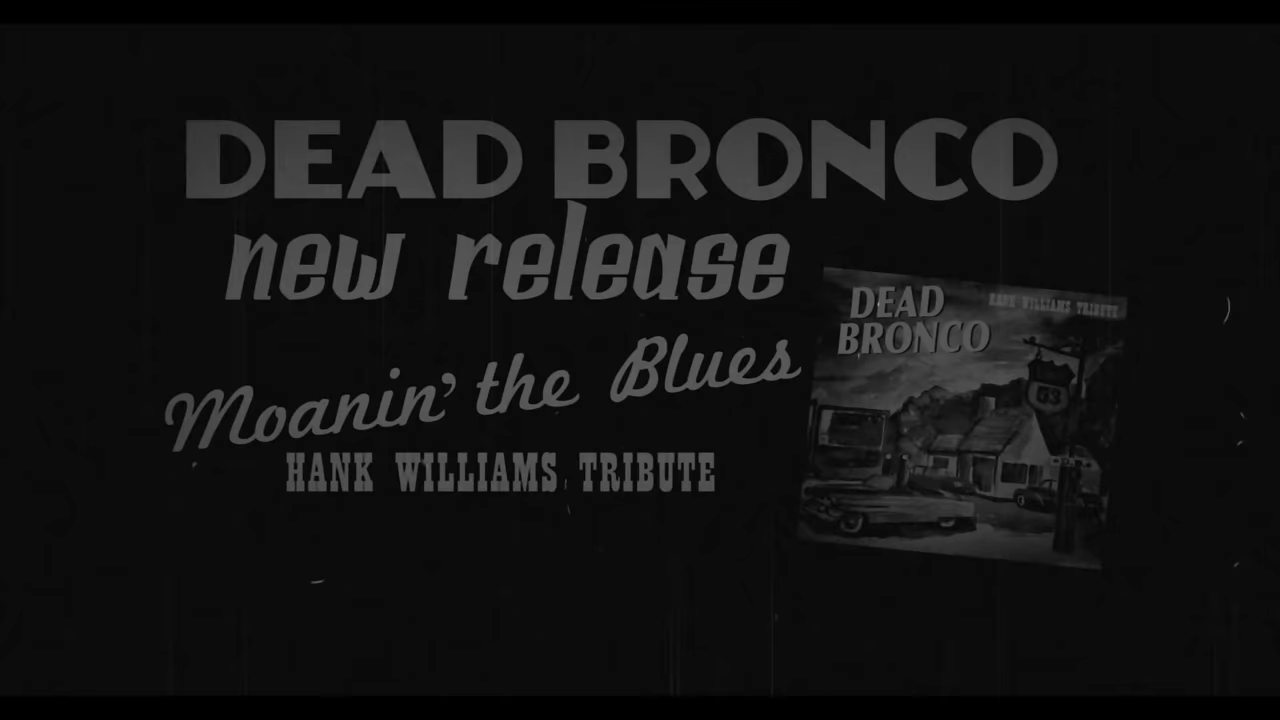 DEAD BRONCO
new release
Moanin' the Blues
HANK WILLIAMS TRIBUTE
DEAD
BRONCO
HANK WILLIAMS TRIBUTE
53